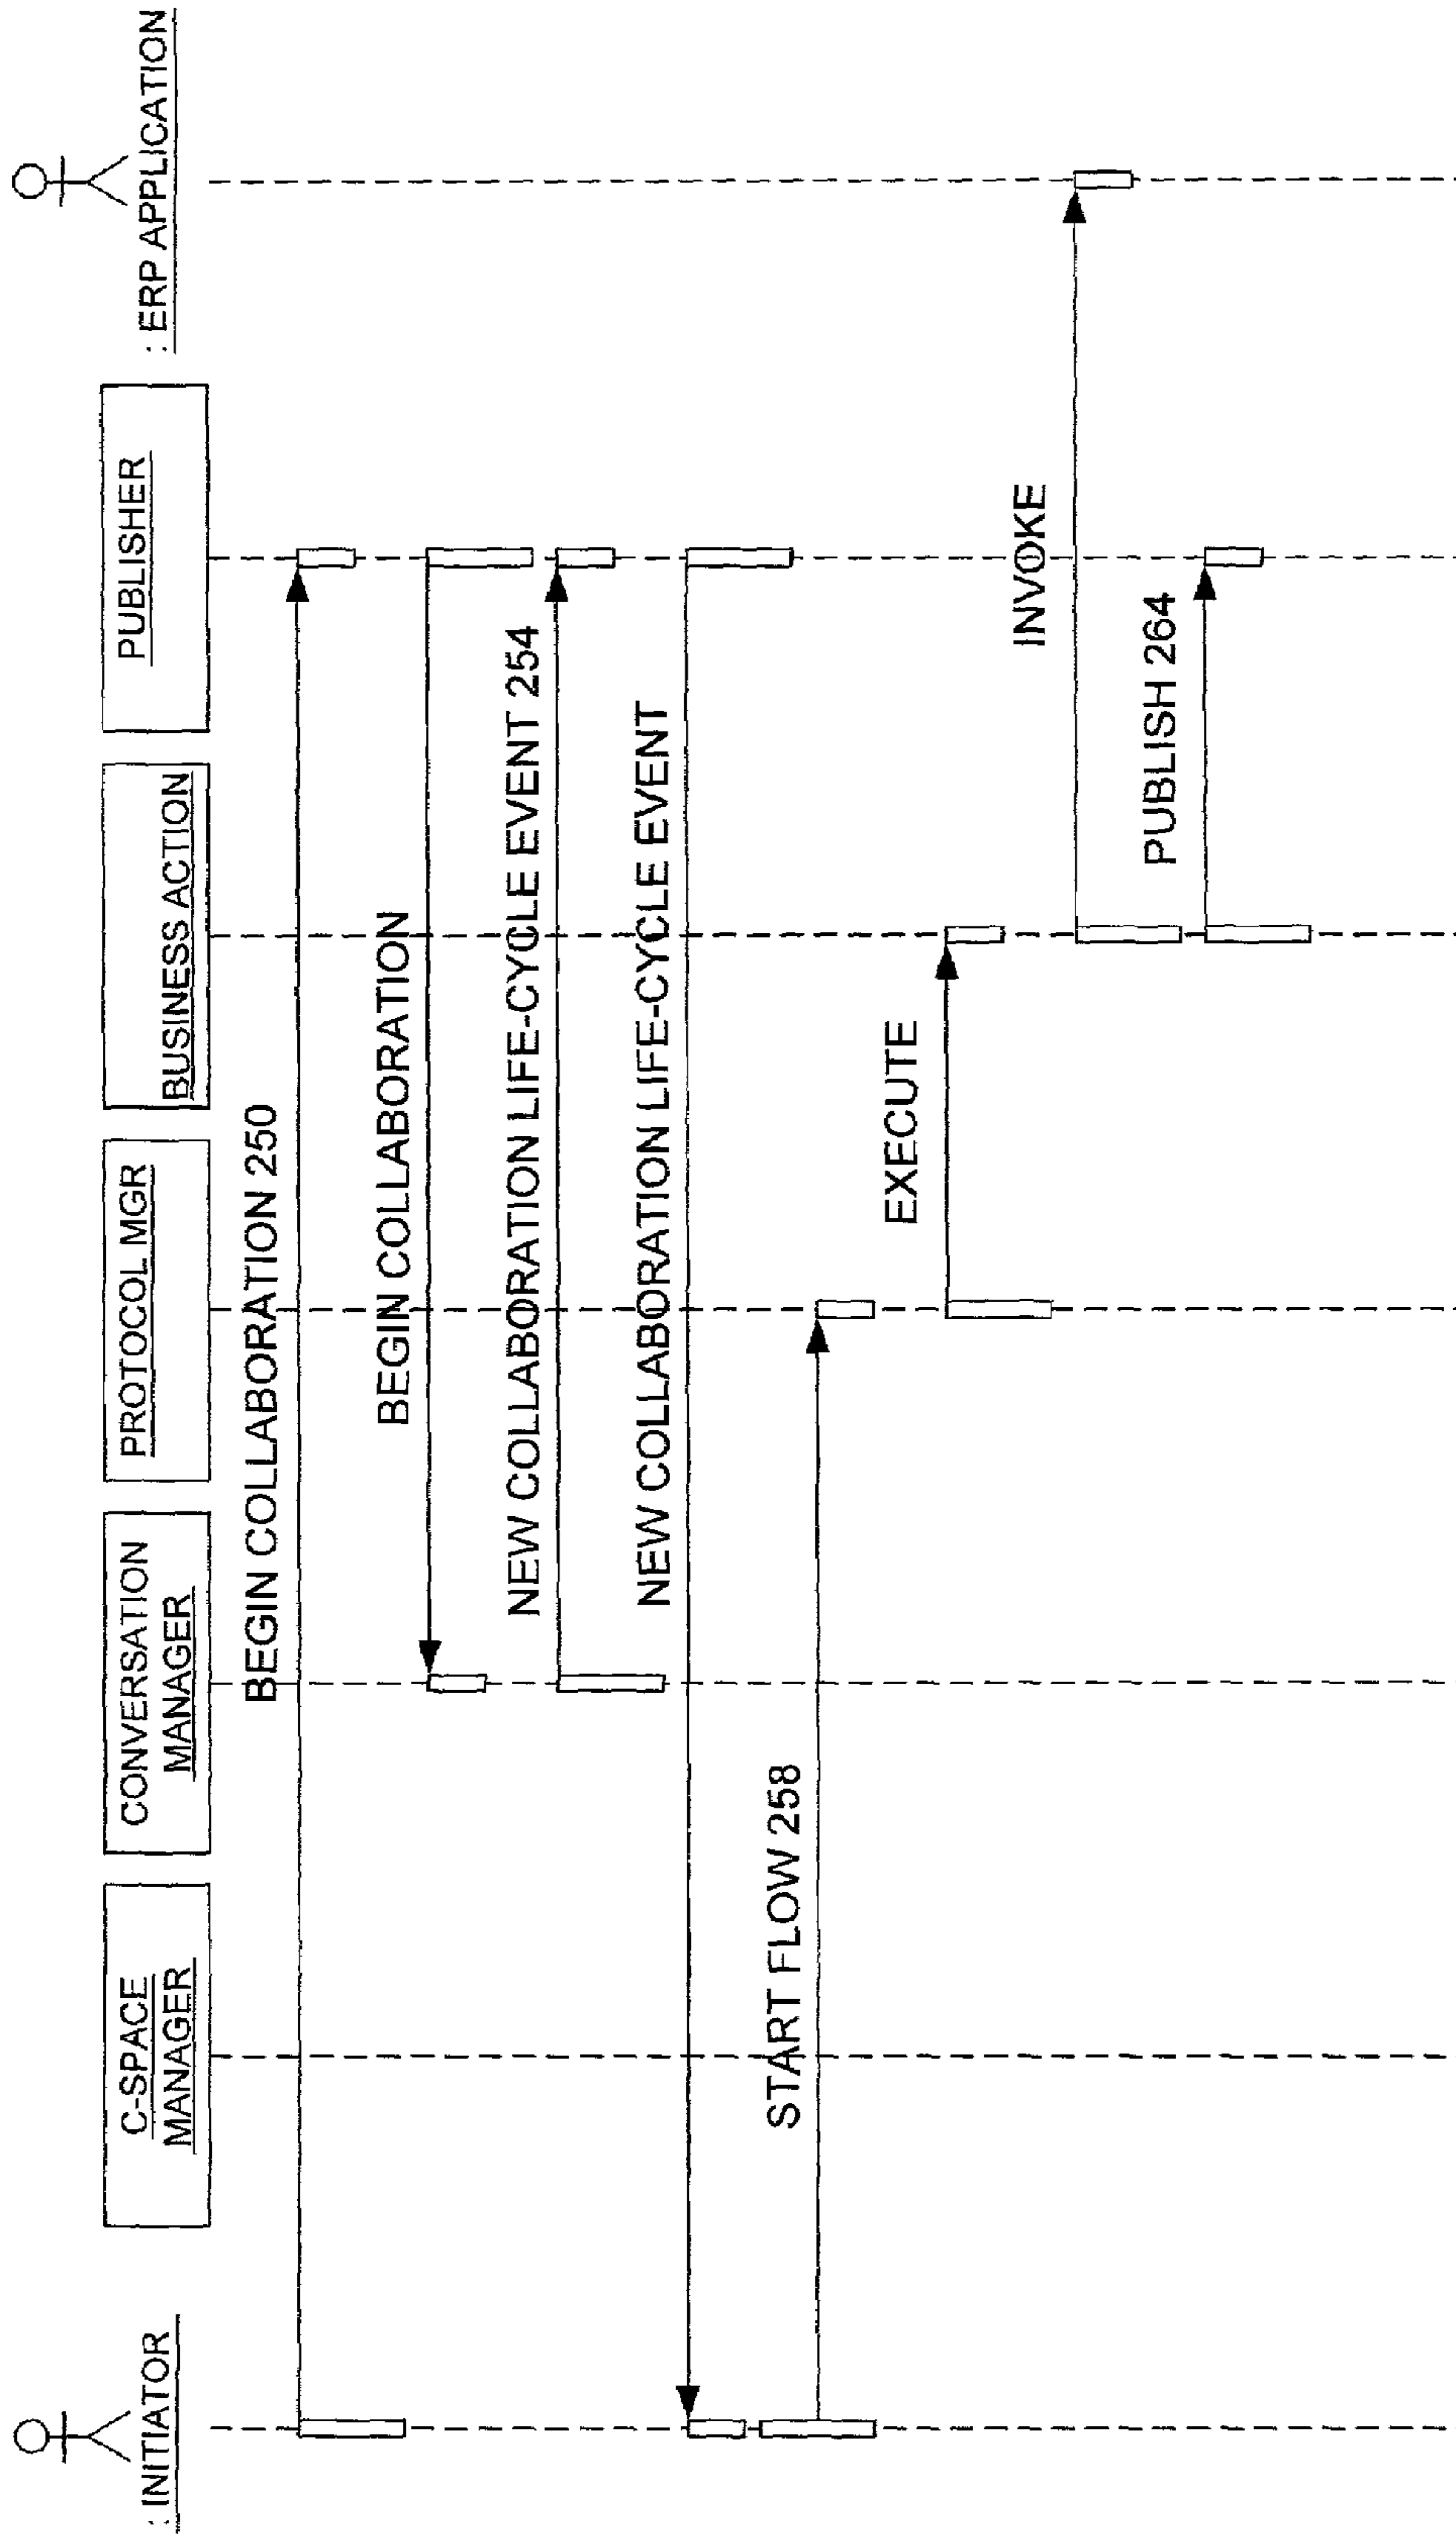 : INITIATOR
C-SPACE
MANAGER
CONVERSATION
MANAGER
PROTOCOL MGR
BUSINESS ACTION
PUBLISHER
: ERP APPLICATION
BEGIN COLLABORATION 250
BEGIN COLLABORATION
NEW COLLABORATION LIFE-CYCLE EVENT 254
NEW COLLABORATION LIFE-CYCLE EVENT
START FLOW 258
EXECUTE
INVOKE
PUBLISH 264